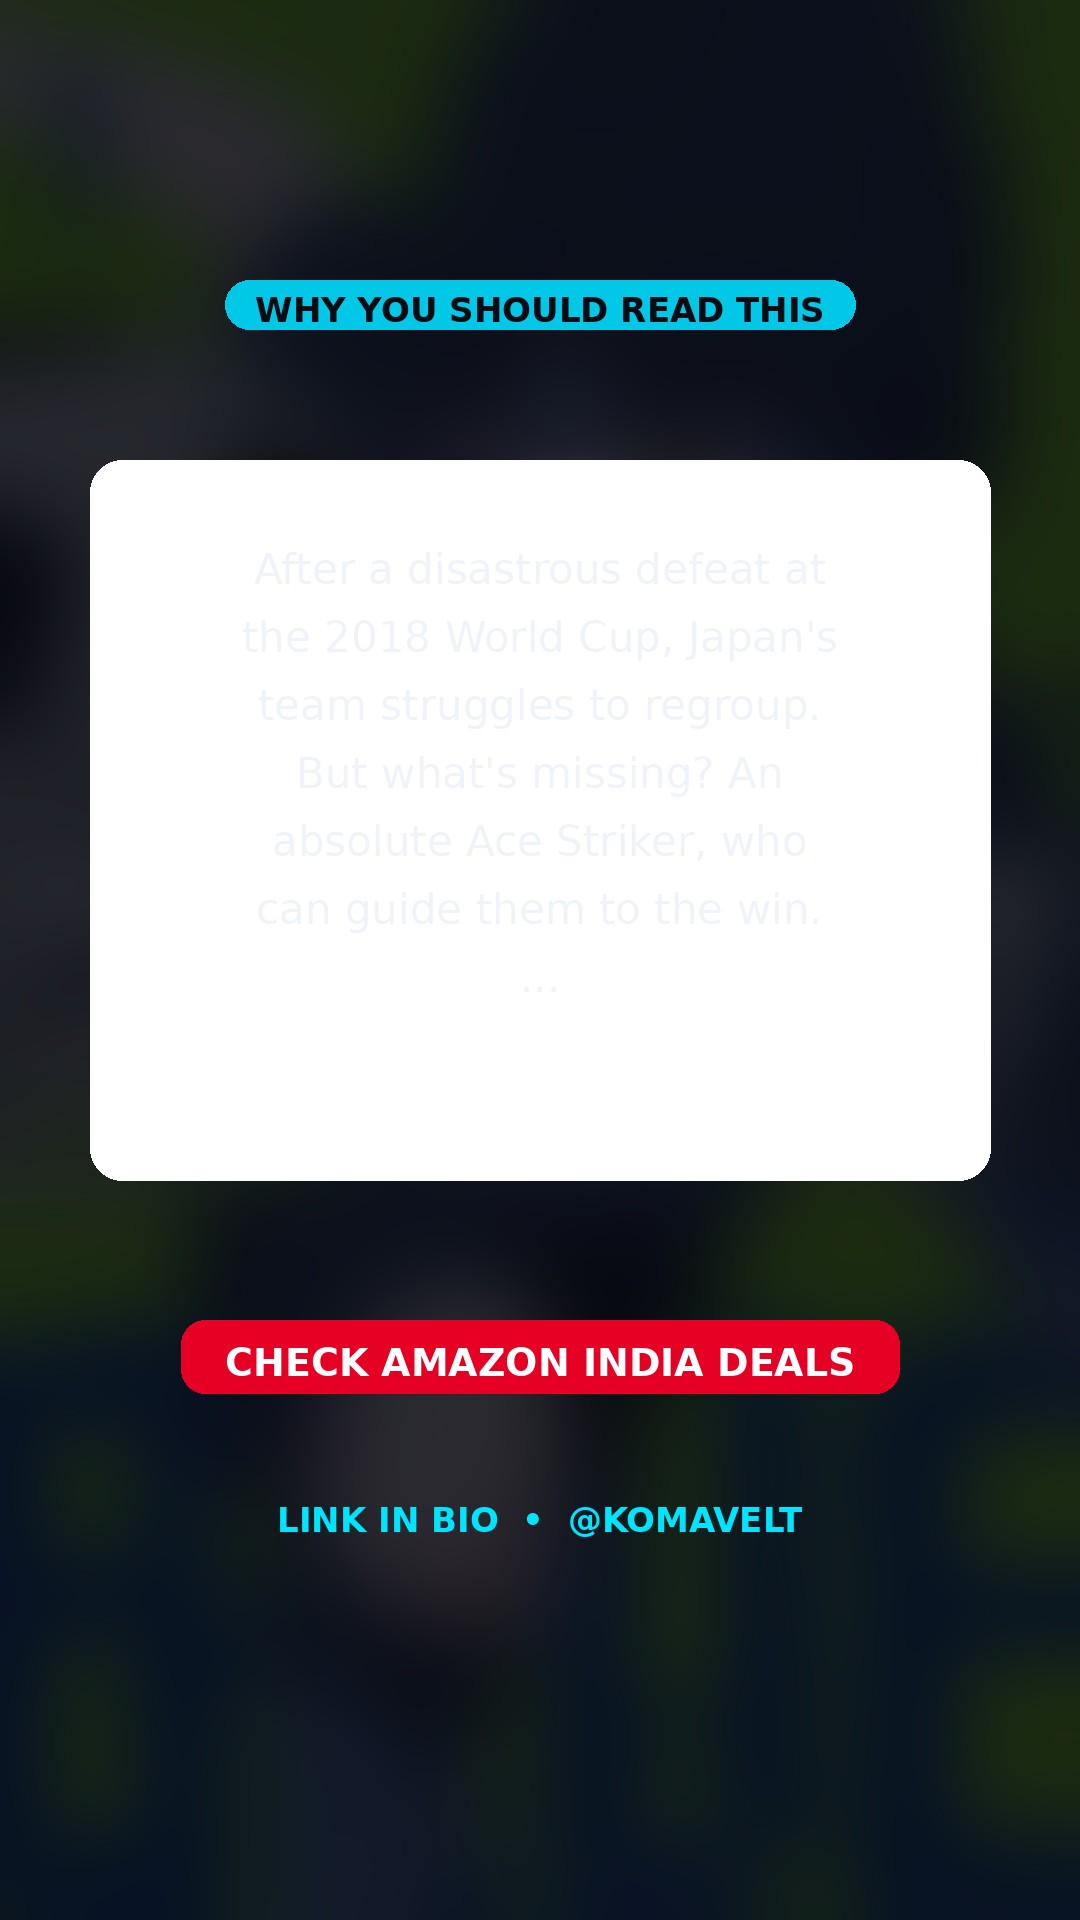 WHY YOU SHOULD READ THIS
After a disastrous defeat at
the 2018 World Cup, Japan's
team struggles to regroup.
But what's missing? An
absolute Ace Striker, who
can guide them to the win.
...
CHECK AMAZON INDIA DEALS
LINK IN BIO • @KOMAVELT